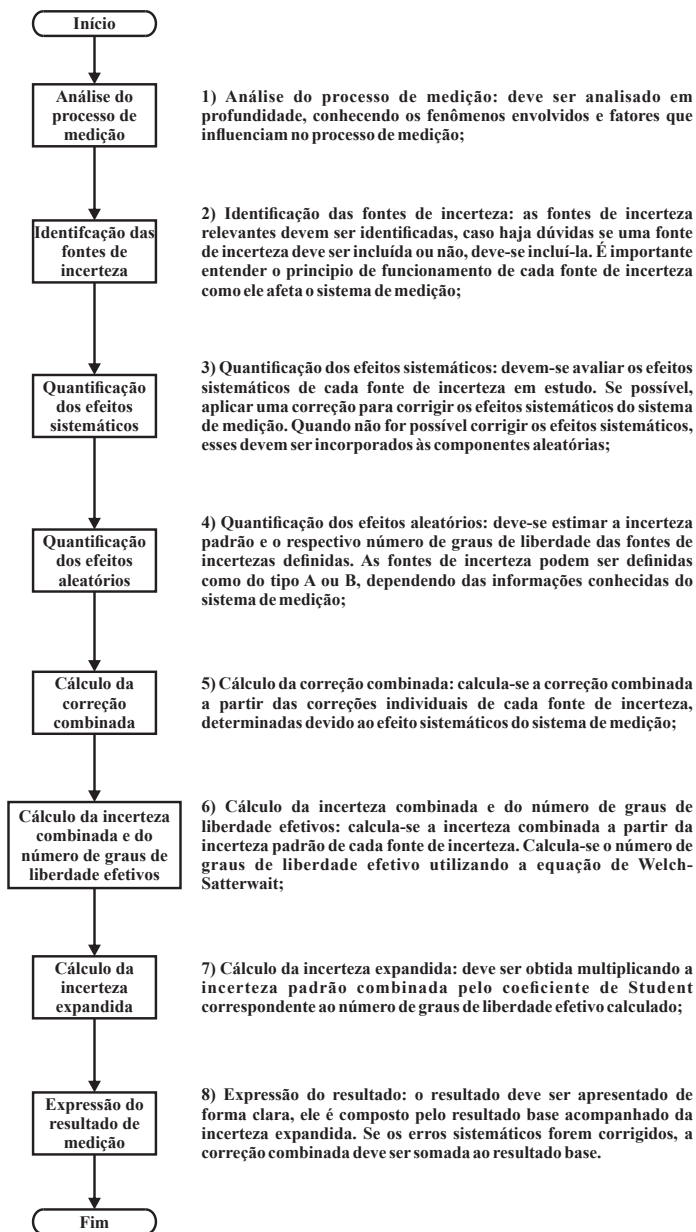 Início
Análise do
processo de
medição
1) Análise do processo de medição: deve ser analisado em
profundidade, conhecendo os fenômenos envolvidos e fatores que
influenciam no processo de medição;
Identifcação das
fontes de
incerteza
2) Identificação das fontes de incerteza: as fontes de incerteza
relevantes devem ser identificadas, caso haja dúvidas se uma fonte
de incerteza deve ser incluída ou não, deve-se incluí-la. É importante
entender o principio de funcionamento de cada fonte de incerteza
como ele afeta o sistema de medição;
Quantificação
dos efeitos
sistemáticos
3) Quantificação dos efeitos sistemáticos: devem-se avaliar os efeitos
sistemáticos de cada fonte de incerteza em estudo. Se possível,
aplicar uma correção para corrigir os efeitos sistemáticos do sistema
de medição. Quando não for possível corrigir os efeitos sistemáticos,
esses devem ser incorporados às componentes aleatórias;
Quantificação
dos efeitos
aleatórios
4) Quantificação dos efeitos aleatórios: deve-se estimar a incerteza
padrão e o respectivo número de graus de liberdade das fontes de
incertezas definidas. As fontes de incerteza podem ser definidas
como do tipo A ou B, dependendo das informações conhecidas do
sistema de medição;
Cálculo da
correção
combinada
5) Cálculo da correção combinada: calcula-se a correção combinada
a partir das correções individuais de cada fonte de incerteza,
determinadas devido ao efeito sistemáticos do sistema de medição;
Cálculo da incerteza
combinada e do
número de graus de
liberdade efetivos
6) Cálculo da incerteza combinada e do número de graus de
liberdade efetivos: calcula-se a incerteza combinada a partir da
incerteza padrão de cada fonte de incerteza. Calcula-se o número de
graus de liberdade efetivo utilizando a equação de Welch-
Satterwait;
Cálculo da
incerteza
expandida
7) Cálculo da incerteza expandida: deve ser obtida multiplicando a
incerteza padrão combinada pelo coeficiente de Student
correspondente ao número de graus de liberdade efetivo calculado;
Expressão do
resultado de
medição
8) Expressão do resultado: o resultado deve ser apresentado de
forma clara, ele é composto pelo resultado base acompanhado da
incerteza expandida. Se os erros sistemáticos forem corrigidos, a
correção combinada deve ser somada ao resultado base.
Fim